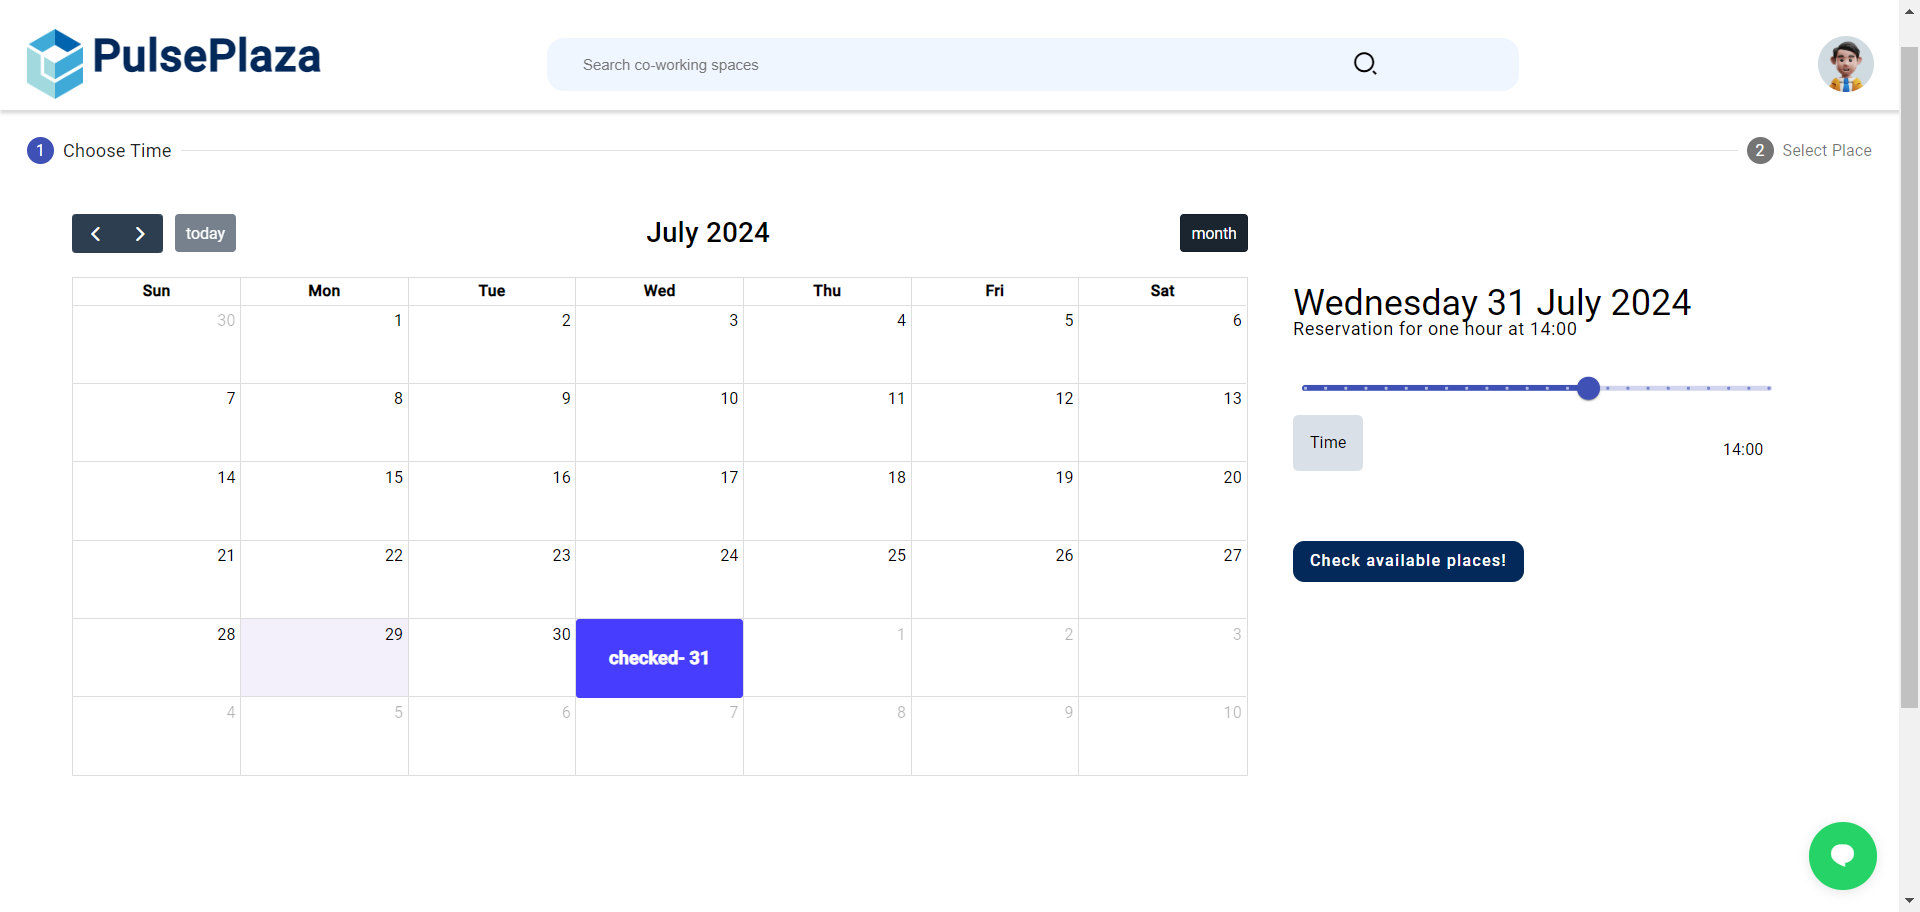 PulsePlaza
Search co-working spaces
1 Choose Time
2 Select Place
today
July 2024
month
Sun Mon Tue Wed Thu Fri Sat
30 1 2 3 4 5 6
7 8 9 10 11 12 13
14 15 16 17 18 19 20
21 22 23 24 25 26 27
28 29 30 checked- 31 1 2 3
4 5 6 7 8 9 10
Wednesday 31 July 2024
Reservation for one hour at 14:00
Time
14:00
Check available places!